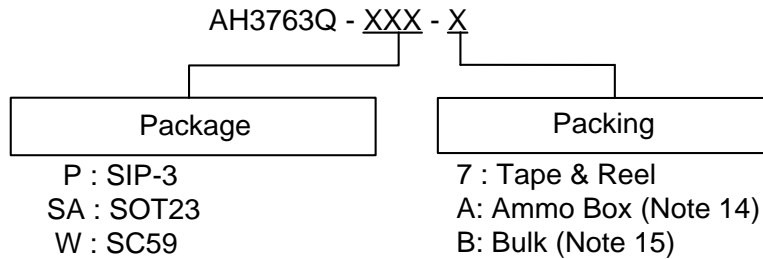 AH3763Q - XXX - X
Package
Packing
P : SIP-3
SA : SOT23
W : SC59
7 : Tape & Reel
A: Ammo Box (Note 14)
B: Bulk (Note 15)